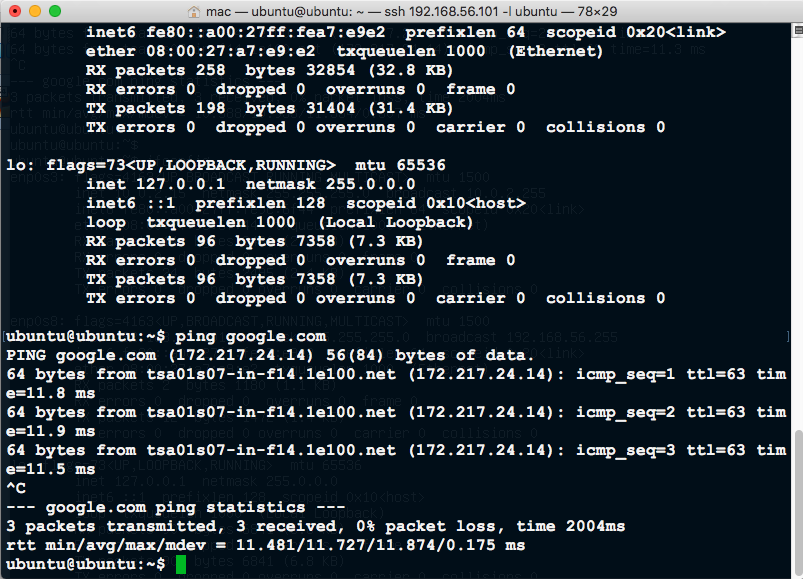 mac — ubuntu@ubuntu: ~ — ssh 192.168.56.101 -l ubuntu — 78×29
inet6 fe80::a00:27ff:fea7:e9e2  prefixlen 64  scopeid 0x20<link>
ether 08:00:27:a7:e9:e2  txqueuelen 1000  (Ethernet)
RX packets 258  bytes 32854 (32.8 KB)
RX errors 0  dropped 0  overruns 0  frame 0
TX packets 198  bytes 31404 (31.4 KB)
TX errors 0  dropped 0 overruns 0  carrier 0  collisions 0
lo: flags=73<UP,LOOPBACK,RUNNING>  mtu 65536
inet 127.0.0.1  netmask 255.0.0.0
inet6 ::1  prefixlen 128  scopeid 0x10<host>
loop  txqueuelen 1000  (Local Loopback)
RX packets 96  bytes 7358 (7.3 KB)
RX errors 0  dropped 0  overruns 0  frame 0
TX packets 96  bytes 7358 (7.3 KB)
TX errors 0  dropped 0 overruns 0  carrier 0  collisions 0
ubuntu@ubuntu:~$ ping google.com
PING google.com (172.217.24.14) 56(84) bytes of data.
64 bytes from tsa01s07-in-f14.1e100.net (172.217.24.14): icmp_seq=1 ttl=63 tim
e=11.8 ms
64 bytes from tsa01s07-in-f14.1e100.net (172.217.24.14): icmp_seq=2 ttl=63 tim
e=11.9 ms
64 bytes from tsa01s07-in-f14.1e100.net (172.217.24.14): icmp_seq=3 ttl=63 tim
e=11.5 ms
^C
--- google.com ping statistics ---
3 packets transmitted, 3 received, 0% packet loss, time 2004ms
rtt min/avg/max/mdev = 11.481/11.727/11.874/0.175 ms
ubuntu@ubuntu:~$